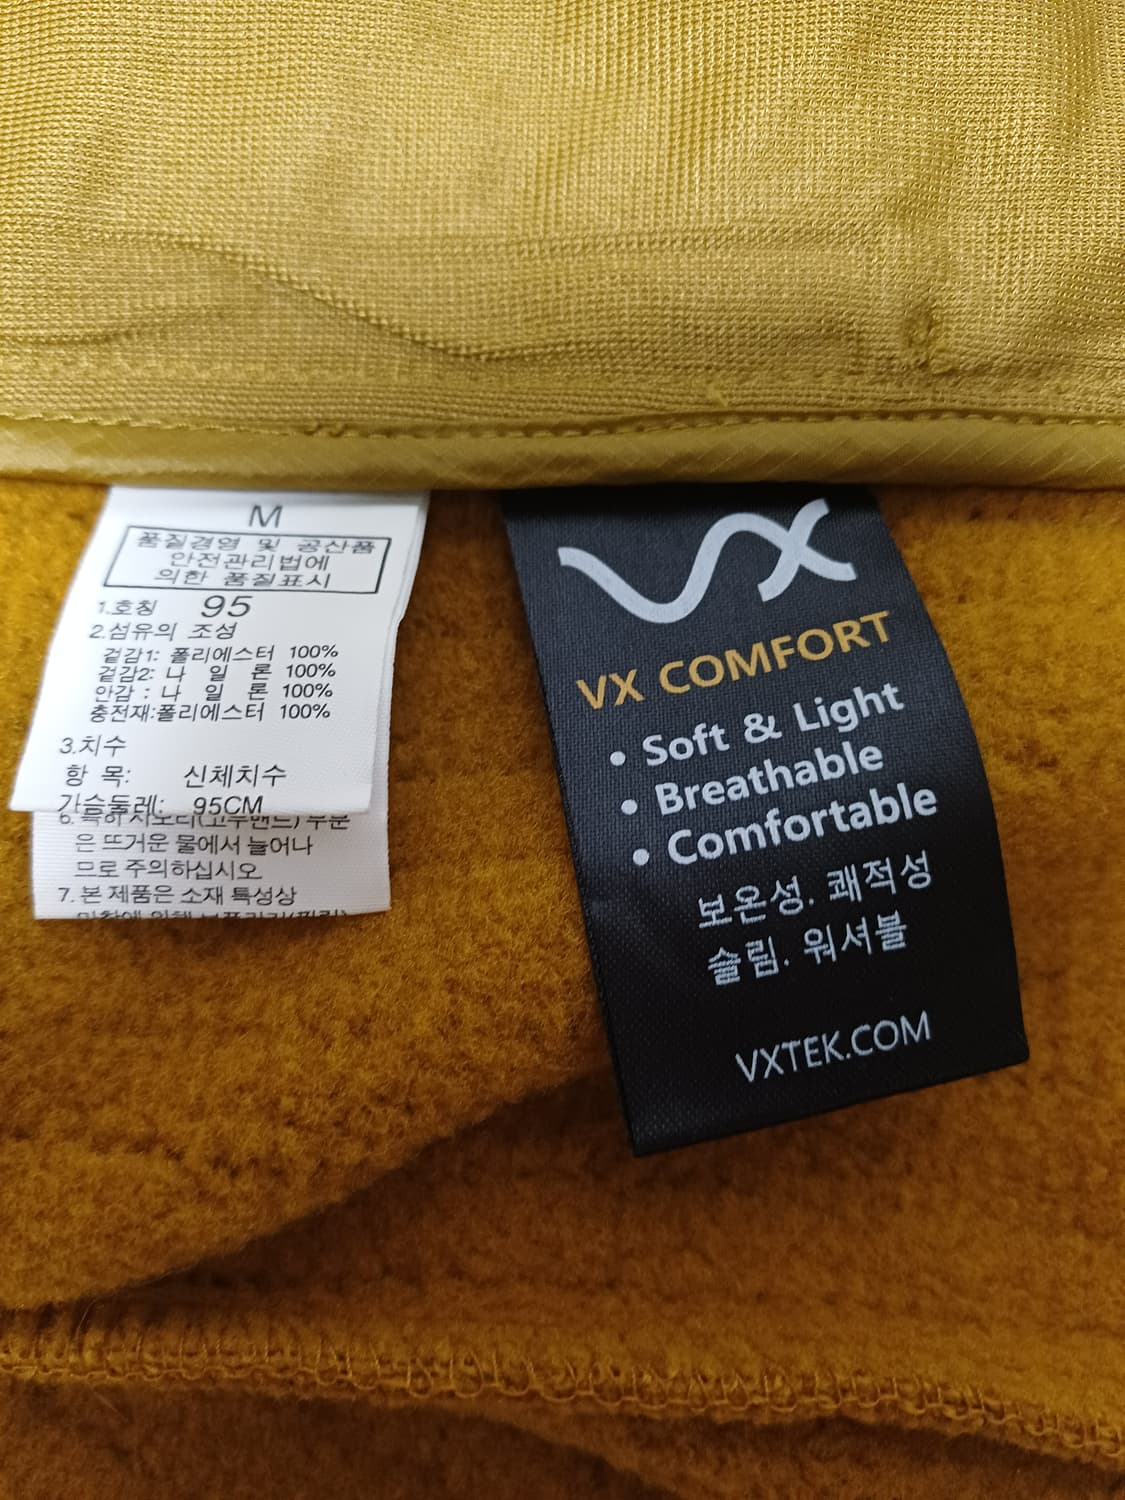 M
품질경영 및 공산품
안전관리법에
의한 품질표시
1.호칭 95
2.섬유의 조성
겉감1: 폴리에스터 100%
겉감2: 나 일 론 100%
안감 : 나 일 론 100%
충전재:폴리에스터 100%
3.치수
항 목: 신체치수
가슴둘레: 95CM
6. 특히 부분
은 뜨거운 물에서 늘어나
므로 주의하십시오
7. 본 제품은 소재 특성상
VX
VX COMFORT
• Soft & Light
• Breathable
• Comfortable
보온성. 쾌적성
슬림. 워셔블
VXTEK.COM